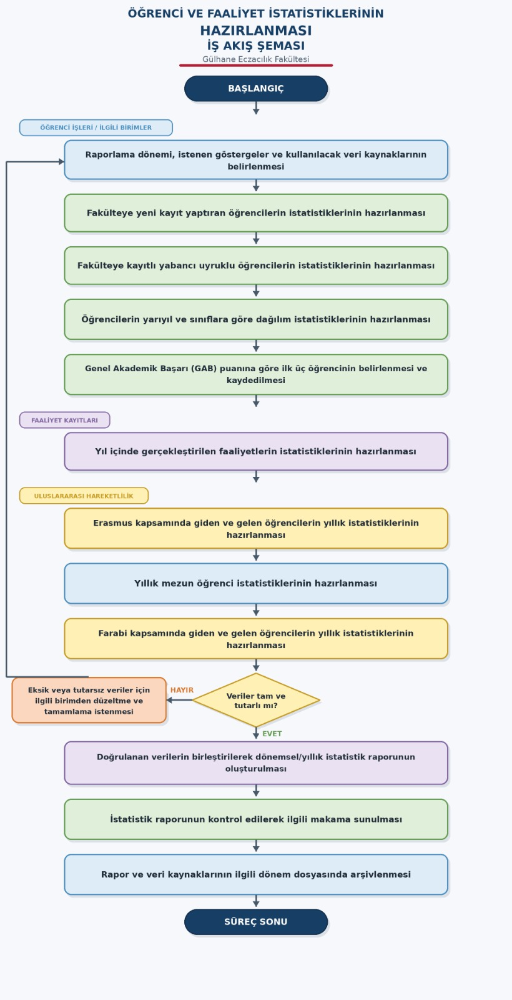 ÖĞRENCİ VE FAALİYET İSTATİSTİKLERİNİN
HAZIRLANMASI
İŞ AKIŞ ŞEMASI
Gülhane Eczacılık Fakültesi
BAŞLANGIÇ
ÖĞRENCİ İŞLERİ / İLGİLİ BİRİMLER
Raporlama dönemi, istenen göstergeler ve kullanılacak veri kaynaklarının
belirlenmesi
Fakülteye yeni kayıt yaptıran öğrencilerin istatistiklerinin hazırlanması
Fakülteye kayıtlı yabancı uyruklu öğrencilerin istatistiklerinin hazırlanması
Öğrencilerin yarıyıl ve sınıflara göre dağılım istatistiklerinin hazırlanması
Genel Akademik Başarı (GAB) puanına göre ilk üç öğrencinin belirlenmesi ve
kaydedilmesi
FAALİYET KAYITLARI
Yıl içinde gerçekleştirilen faaliyetlerin istatistiklerinin hazırlanması
ULUSLARARASI HAREKETLİLİK
Erasmus kapsamında giden ve gelen öğrencilerin yıllık istatistiklerinin
hazırlanması
Yıllık mezun öğrenci istatistiklerinin hazırlanması
Farabi kapsamında giden ve gelen öğrencilerin yıllık istatistiklerinin
hazırlanması
Eksik veya tutarsız veriler için
ilgili birimden düzeltme ve
tamamlama istenmesi
HAYIR
Veriler tam ve
tutarlı mı?
EVET
Doğrulanan verilerin birleştirilerek dönemsel/yıllık istatistik raporunun
oluşturulması
İstatistik raporunun kontrol edilerek ilgili makama sunulması
Rapor ve veri kaynaklarının ilgili dönem dosyasında arşivlenmesi
SÜREÇ SONU